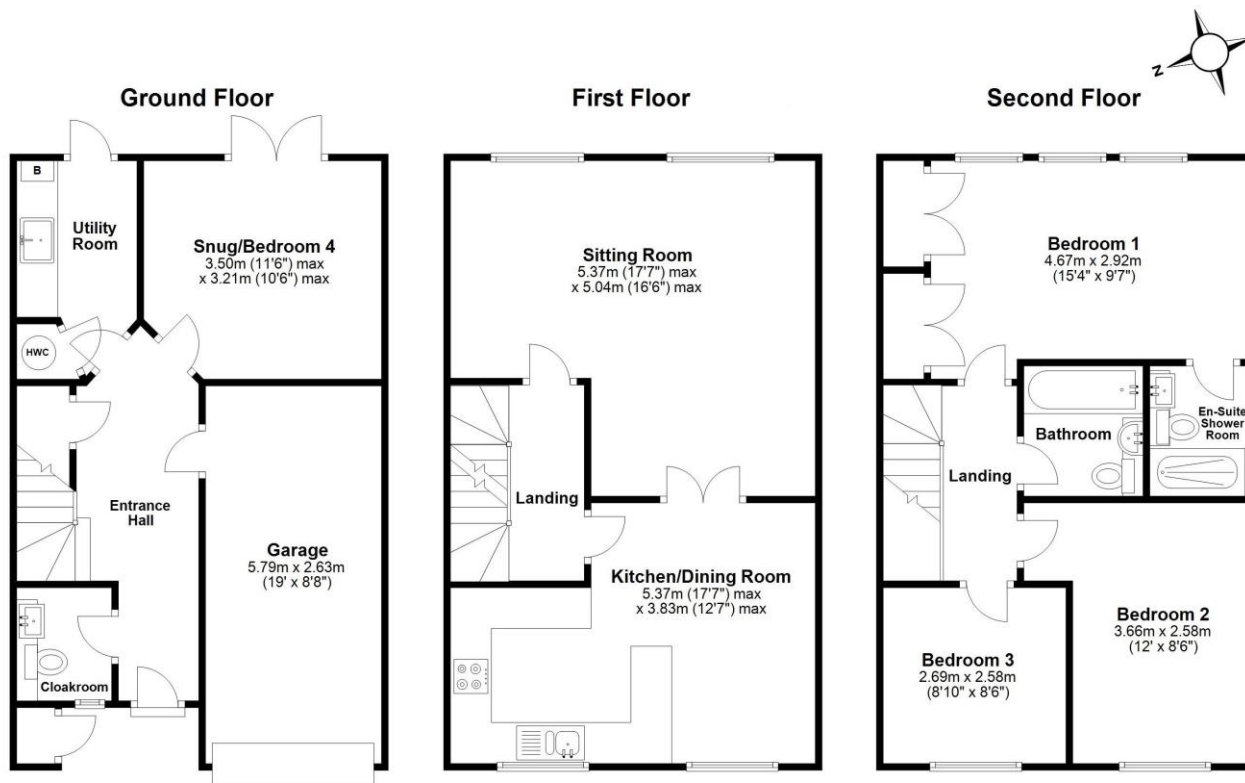 N
Ground Floor
B
Utility
Room
Snug/Bedroom 4
3.50m (11'6") max
x 3.21m (10'6") max
HWC
Entrance
Hall
Garage
5.79m x 2.63m
(19' x 8'8")
Cloakroom
First Floor
Sitting Room
5.37m (17'7") max
x 5.04m (16'6") max
Landing
Kitchen/Dining Room
5.37m (17'7") max
x 3.83m (12'7") max
Second Floor
Bedroom 1
4.67m x 2.92m
(15'4" x 9'7")
Bathroom
En-Suite
Shower
Room
Landing
Bedroom 2
3.66m x 2.58m
(12' x 8'6")
Bedroom 3
2.69m x 2.58m
(8'10" x 8'6")